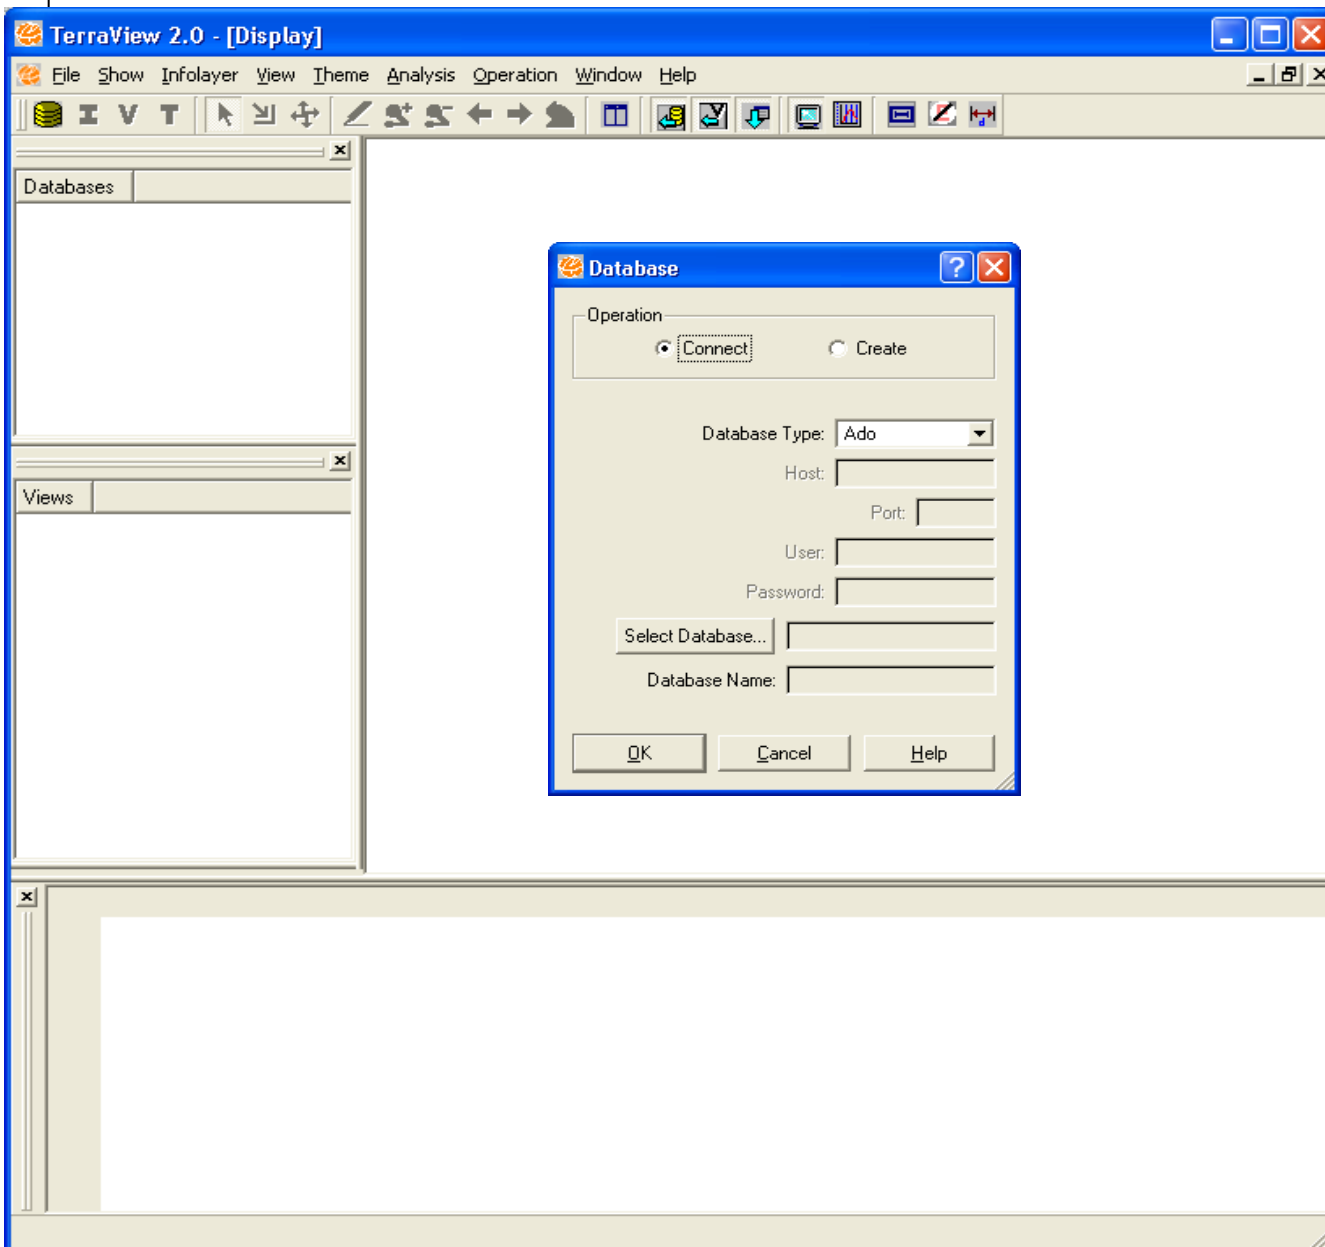 TerraView 2.0 - [Display]
File Show Infolayer View Theme Analysis Operation Window Help
I V T
Databases
Database
Operation
Connect Create
Database Type: Ado
Host:
Port:
User:
Password:
Select Database...
Database Name:
OK Cancel Help
Views